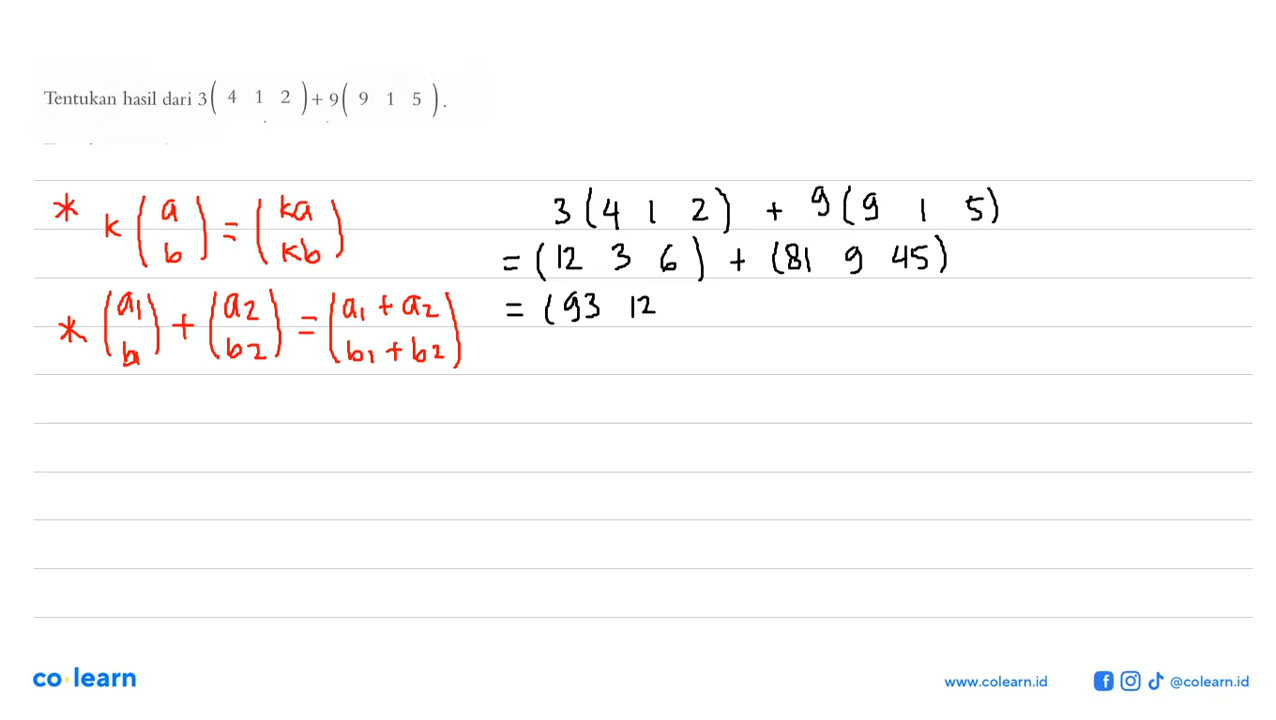 Tentukan hasil dari 3( 4 1 2 ) + 9( 9 1 5 ).
* k(a b) = (ka kb)
* (a1 b1) + (a2 b2) = (a1 + a2 b1 + b2)
3(4 1 2) + 9(9 1 5)
= (12 3 6) + (81 9 45)
= (93 12
co·learn
www.colearn.id
@colearn.id